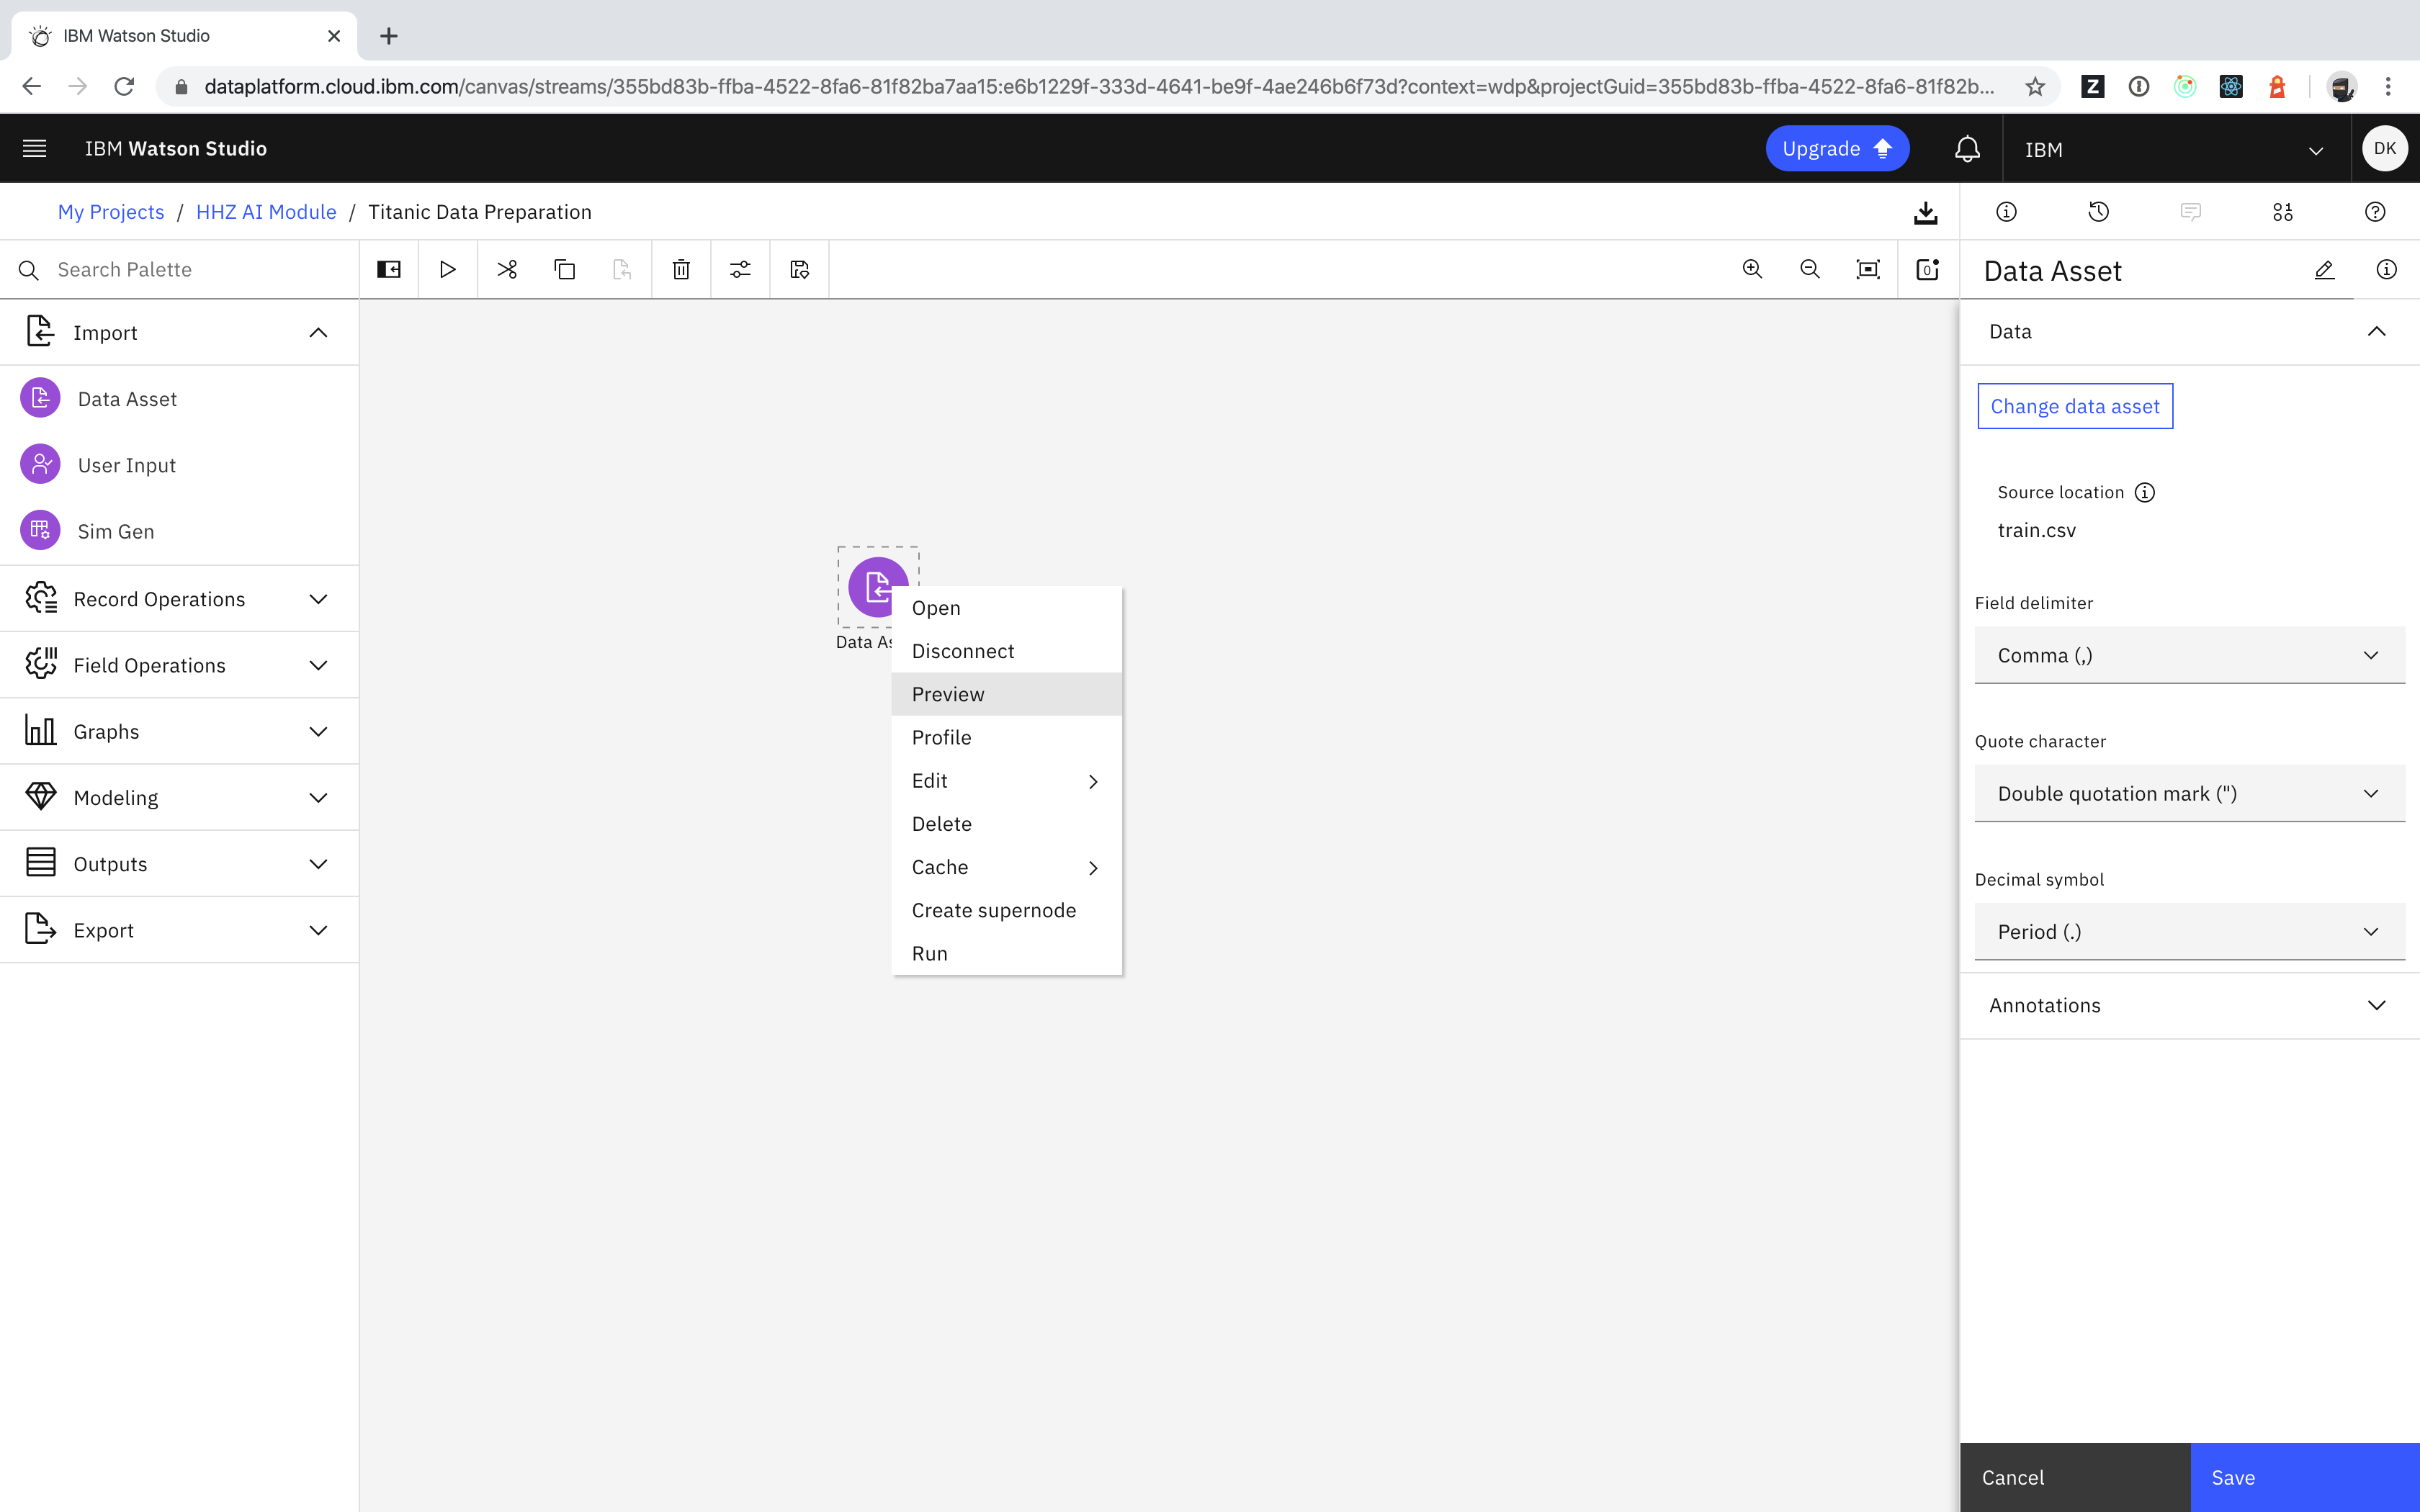 IBM Watson Studio
dataplatform.cloud.ibm.com/canvas/streams/355bd83b-ffba-4522-8fa6-81f82ba7aa15:e6b1229f-333d-4641-be9f-4ae246b6f73d?context=wdp&projectGuid=355bd83b-ffba-4522-8fa6-81f82b...
IBM Watson Studio
Upgrade
IBM
DK
My Projects / HHZ AI Module / Titanic Data Preparation
Search Palette
0
Data Asset
Import
Data Asset
User Input
Sim Gen
Record Operations
Field Operations
Graphs
Modeling
Outputs
Export
Data As
Open
Disconnect
Preview
Profile
Edit
Delete
Cache
Create supernode
Run
Data
Change data asset
Source location
train.csv
Field delimiter
Comma (,)
Quote character
Double quotation mark (")
Decimal symbol
Period (.)
Annotations
Cancel
Save